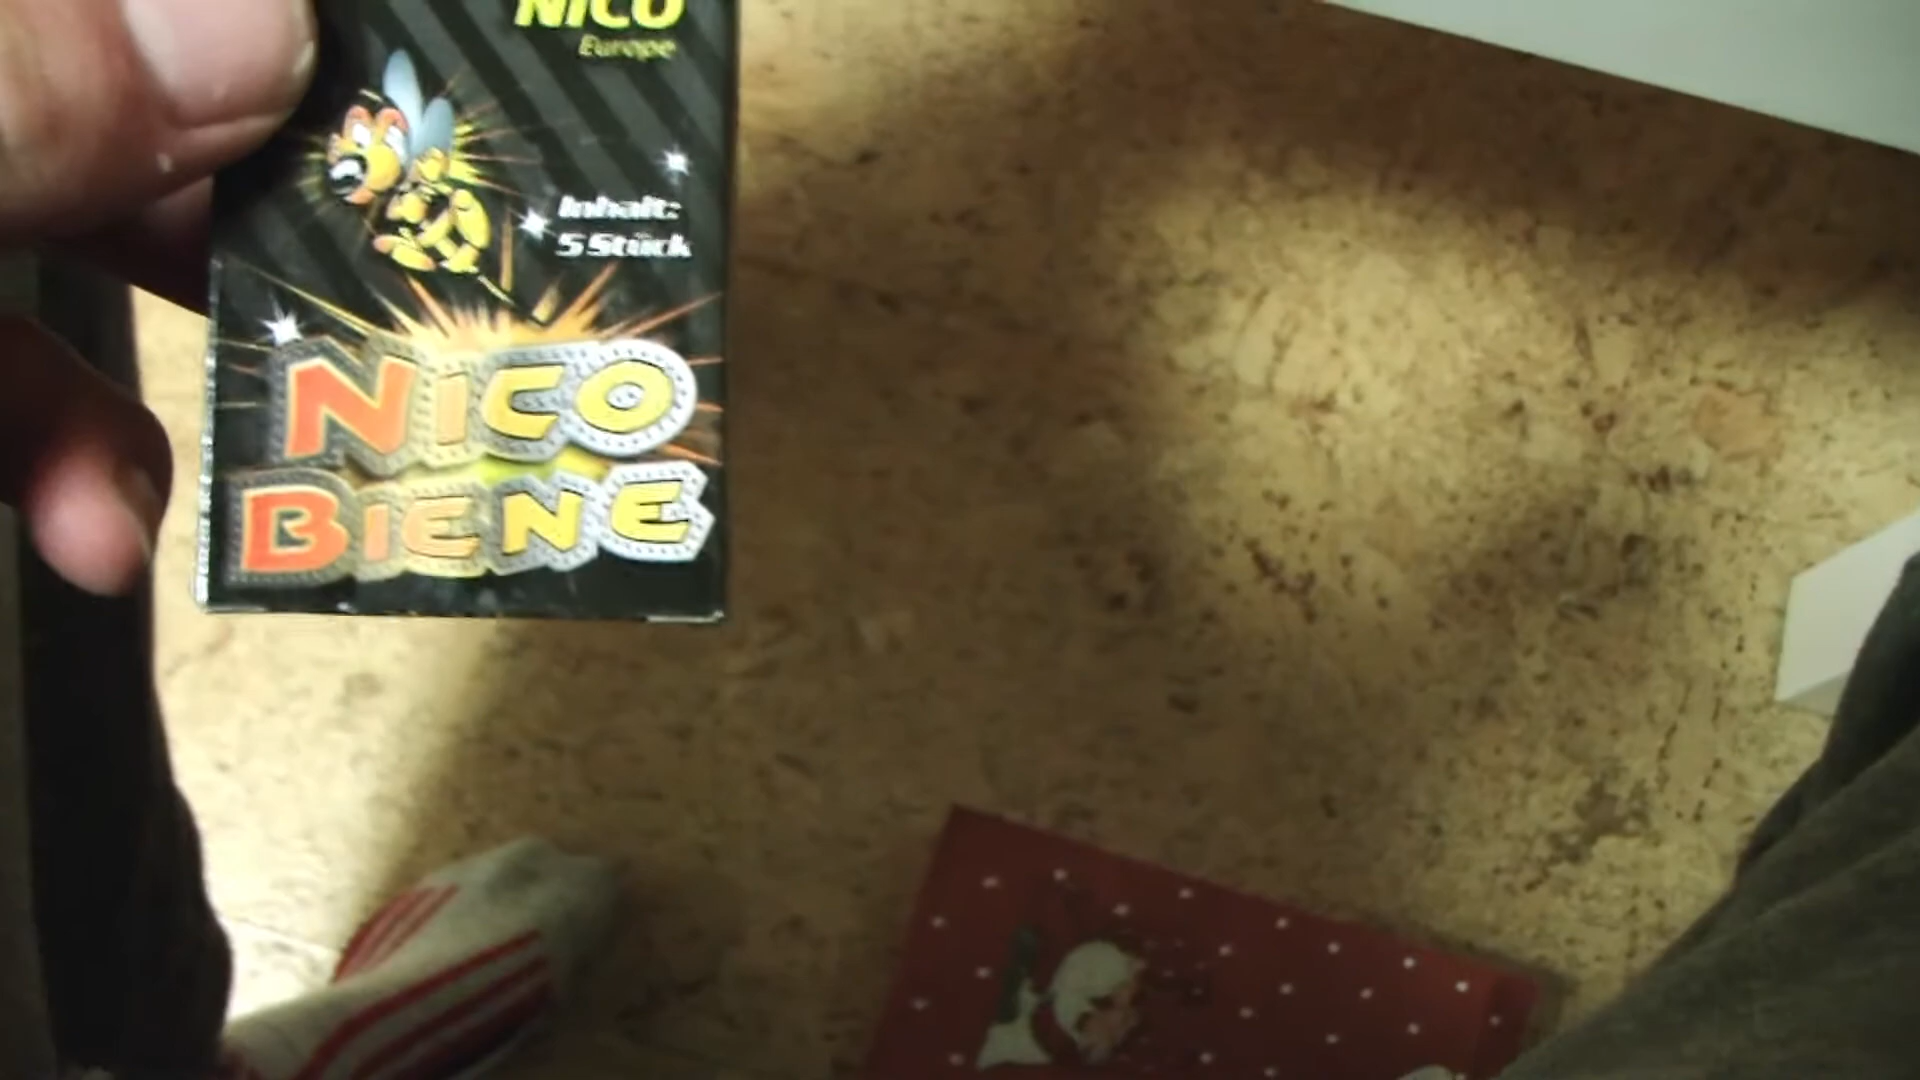 NICO
Europe
Inhalt:
5 Stück
NICO
BIENE